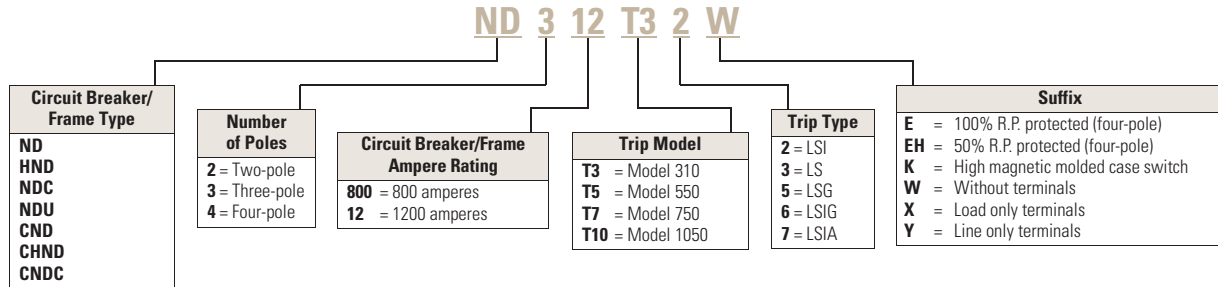 ND 3 12 T3 2 W
Circuit Breaker/
Frame Type
ND
HND
NDC
NDU
CND
CHND
CNDC
Number
of Poles
2 = Two-pole
3 = Three-pole
4 = Four-pole
Circuit Breaker/Frame
Ampere Rating
800 = 800 amperes
12 = 1200 amperes
Trip Model
T3 = Model 310
T5 = Model 550
T7 = Model 750
T10 = Model 1050
Trip Type
2 = LSI
3 = LS
5 = LSG
6 = LSIG
7 = LSIA
Suffix
E = 100% R.P. protected (four-pole)
EH = 50% R.P. protected (four-pole)
K = High magnetic molded case switch
W = Without terminals
X = Load only terminals
Y = Line only terminals